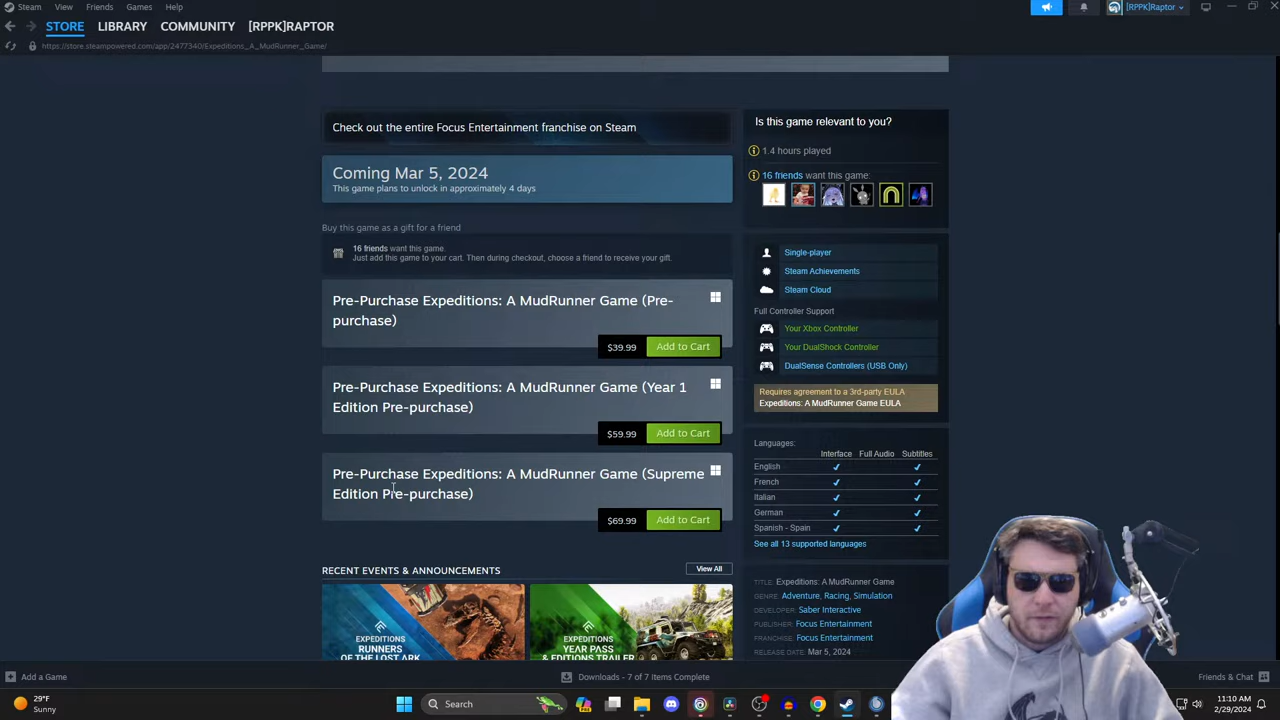 Steam View Friends Games Help
[RPPK]Raptor
STORE LIBRARY COMMUNITY [RPPK]RAPTOR
https://store.steampowered.com/app/2477340/Expeditions_A_MudRunner_Game/
Check out the entire Focus Entertainment franchise on Steam
Coming Mar 5, 2024
This game plans to unlock in approximately 4 days
Buy this game as a gift for a friend
16 friends want this game.
Just add this game to your cart. Then during checkout, choose a friend to receive your gift.
Pre-Purchase Expeditions: A MudRunner Game (Pre-
purchase)
$39.99 Add to Cart
Pre-Purchase Expeditions: A MudRunner Game (Year 1
Edition Pre-purchase)
$59.99 Add to Cart
Pre-Purchase Expeditions: A MudRunner Game (Supreme
Edition Pre-purchase)
$69.99 Add to Cart
RECENT EVENTS & ANNOUNCEMENTS View All
EXPEDITIONS
RUNNERS
OF THE LOST ARK
EXPEDITIONS
YEAR PASS
& EDITIONS TRAILER
Is this game relevant to you?
1.4 hours played
16 friends want this game:
Single-player
Steam Achievements
Steam Cloud
Full Controller Support
Your Xbox Controller
Your DualShock Controller
DualSense Controllers (USB Only)
Requires agreement to a 3rd-party EULA
Expeditions: A MudRunner Game EULA
Languages:
Interface Full Audio Subtitles
English
French
Italian
German
Spanish - Spain
See all 13 supported languages
TITLE: Expeditions: A MudRunner Game
GENRE: Adventure, Racing, Simulation
DEVELOPER: Saber Interactive
PUBLISHER: Focus Entertainment
FRANCHISE: Focus Entertainment
RELEASE DATE: Mar 5, 2024
Add a Game
Downloads - 7 of 7 Items Complete
Friends & Chat
29°F
Sunny
Search
11:10 AM
2/29/2024